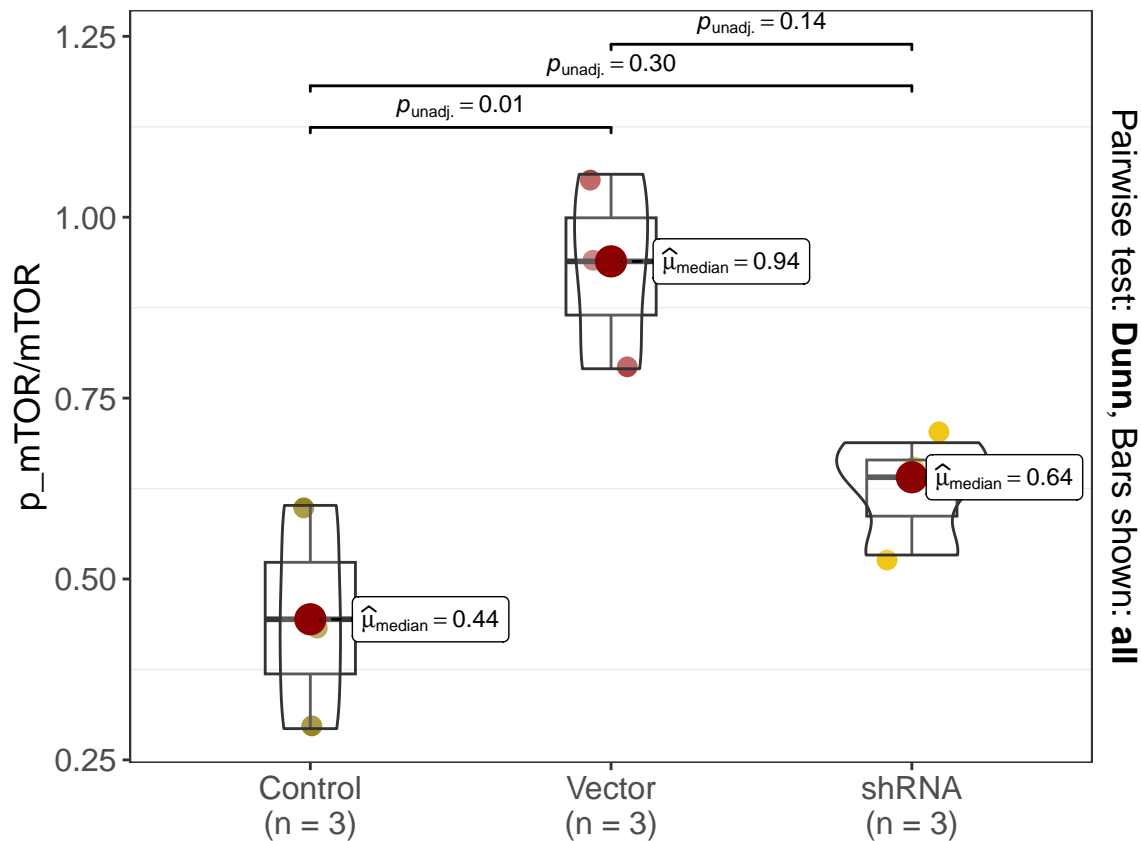 p_unadj. = 0.14
p_unadj. = 0.30
p_unadj. = 0.01
1.25
1.00
0.75
0.50
0.25
p_mTOR/mTOR
μ̂_median = 0.94
μ̂_median = 0.64
μ̂_median = 0.44
Control
(n = 3)
Vector
(n = 3)
shRNA
(n = 3)
Pairwise test: Dunn, Bars shown: all